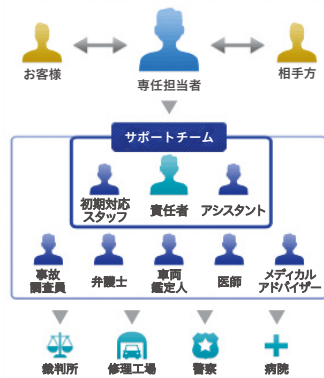 お客様
専任担当者
相手方
サポートチーム
初期対応
スタッフ
責任者
アシスタント
事故
調査員
弁護士
車両
鑑定人
医師
メディカル
アドバイザー
裁判所
修理工場
警察
病院